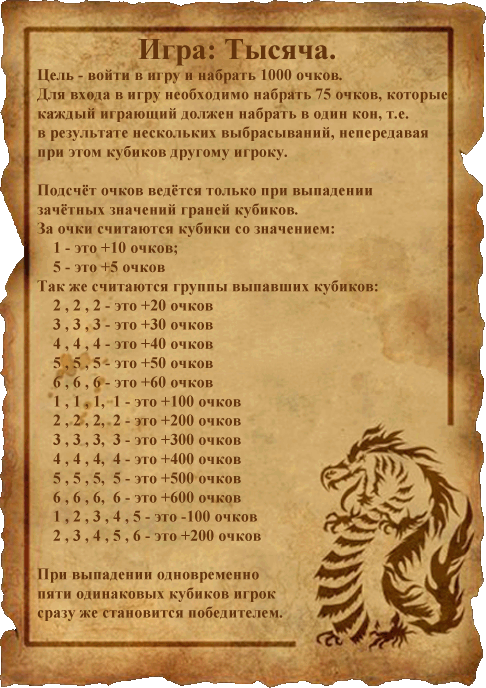 Игра: Тысяча.
Цель - войти в игру и набрать 1000 очков.
Для входа в игру необходимо набрать 75 очков, которые
каждый играющий должен набрать в один кон, т.е.
в результате нескольких выбрасываний, непередавая
при этом кубиков другому игроку.
Подсчёт очков ведётся только при выпадении
зачётных значений граней кубиков.
За очки считаются кубики со значением:
1 - это +10 очков;
5 - это +5 очков
Так же считаются группы выпавших кубиков:
2 , 2 , 2 - это +20 очков
3 , 3 , 3 - это +30 очков
4 , 4 , 4 - это +40 очков
5 , 5 , 5 - это +50 очков
6 , 6 , 6 - это +60 очков
1 , 1 , 1, 1 - это +100 очков
2 , 2 , 2, 2 - это +200 очков
3 , 3 , 3, 3 - это +300 очков
4 , 4 , 4, 4 - это +400 очков
5 , 5 , 5, 5 - это +500 очков
6 , 6 , 6, 6 - это +600 очков
1 , 2 , 3 , 4 , 5 - это -100 очков
2 , 3 , 4 , 5 , 6 - это +200 очков
При выпадении одновременно
пяти одинаковых кубиков игрок
сразу же становится победителем.